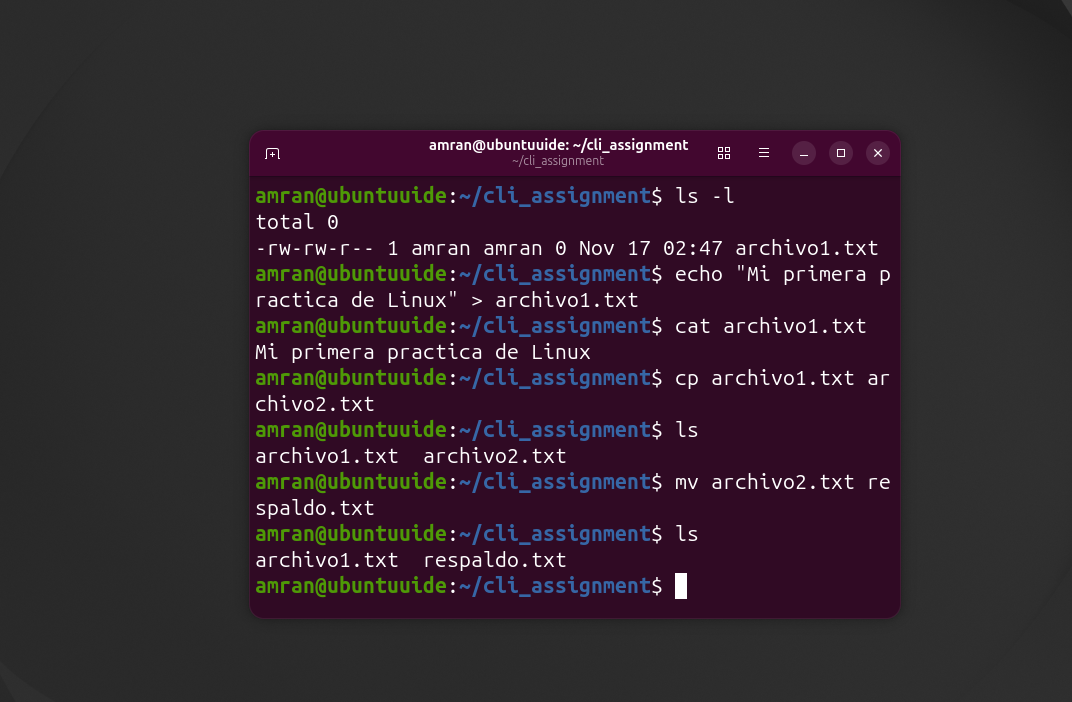 amran@ubuntuuide: ~/cli_assignment
~/cli_assignment
amran@ubuntuuide:~/cli_assignment$ ls -l
total 0
-rw-rw-r-- 1 amran amran 0 Nov 17 02:47 archivo1.txt
amran@ubuntuuide:~/cli_assignment$ echo "Mi primera p
ractica de Linux" > archivo1.txt
amran@ubuntuuide:~/cli_assignment$ cat archivo1.txt
Mi primera practica de Linux
amran@ubuntuuide:~/cli_assignment$ cp archivo1.txt ar
chivo2.txt
amran@ubuntuuide:~/cli_assignment$ ls
archivo1.txt  archivo2.txt
amran@ubuntuuide:~/cli_assignment$ mv archivo2.txt re
spaldo.txt
amran@ubuntuuide:~/cli_assignment$ ls
archivo1.txt  respaldo.txt
amran@ubuntuuide:~/cli_assignment$